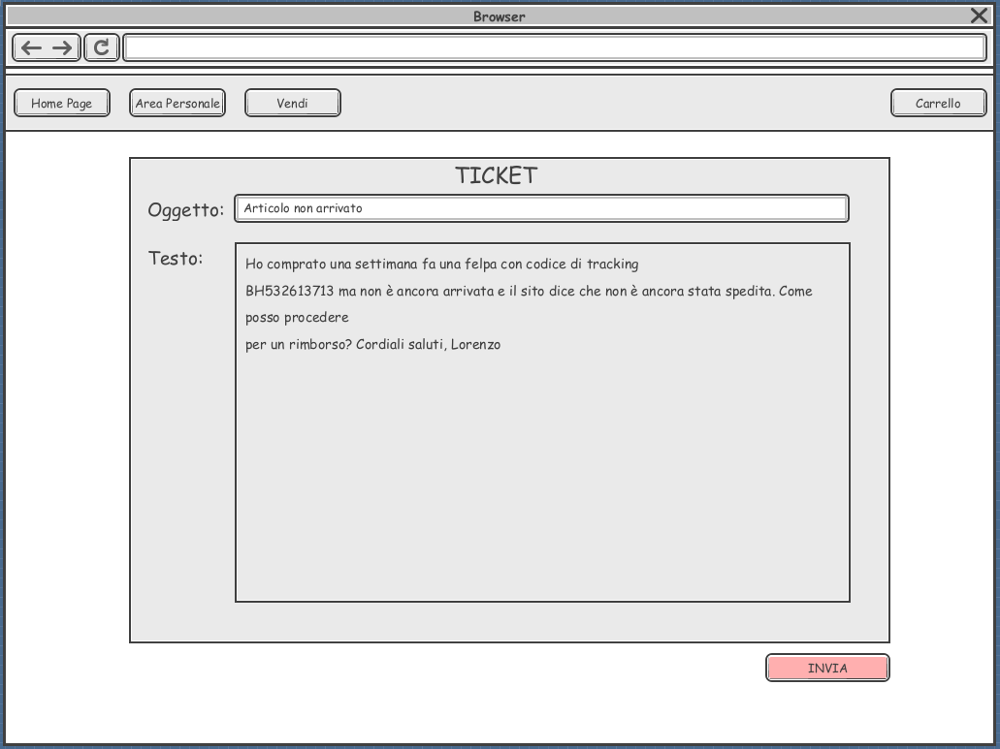 Browser
Home Page
Area Personale
Vendi
Carrello
TICKET
Oggetto:
Articolo non arrivato
Testo:
Ho comprato una settimana fa una felpa con codice di tracking
BH532613713 ma non è ancora arrivata e il sito dice che non è ancora stata spedita. Come
posso procedere
per un rimborso? Cordiali saluti, Lorenzo
INVIA